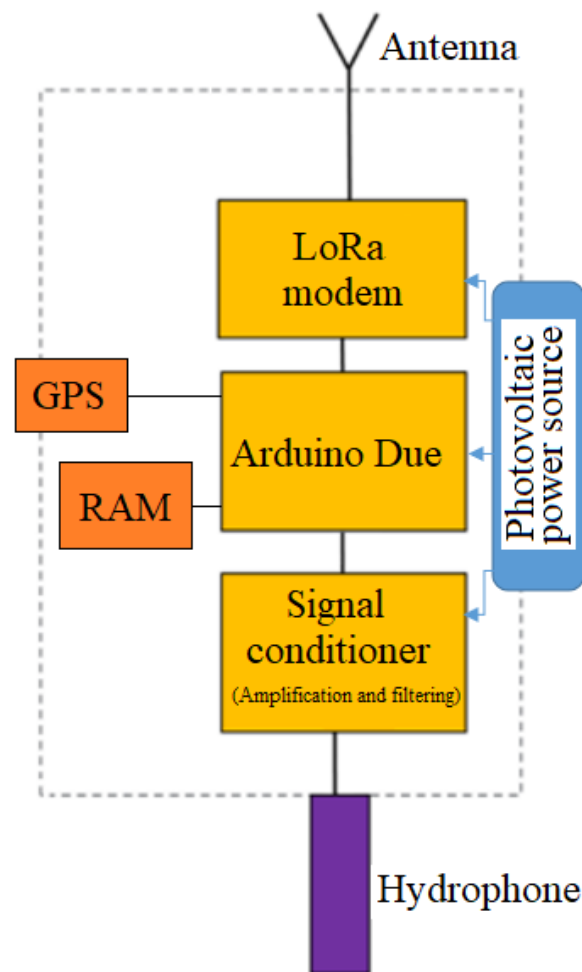 Antenna
LoRa
modem
GPS
Arduino Due
RAM
Photovoltaic
power source
Signal
conditioner
(Amplification and filtering)
Hydrophone